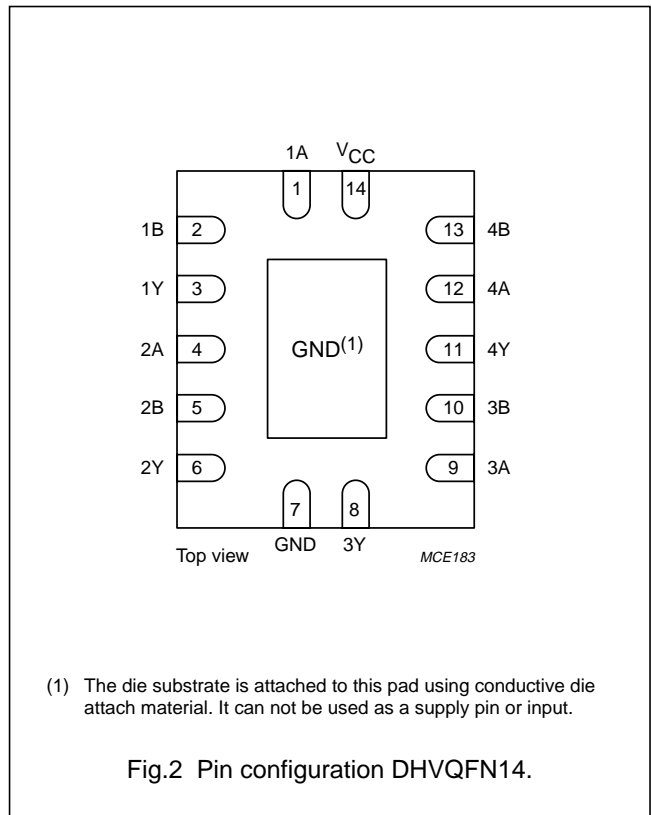 1A VCC
1 14
1B 2 13 4B
1Y 3 12 4A
2A 4 GND(1) 11 4Y
2B 5 10 3B
2Y 6 9 3A
7 8
Top view GND 3Y MCE183
(1) The die substrate is attached to this pad using conductive die
attach material. It can not be used as a supply pin or input.
Fig.2 Pin configuration DHVQFN14.